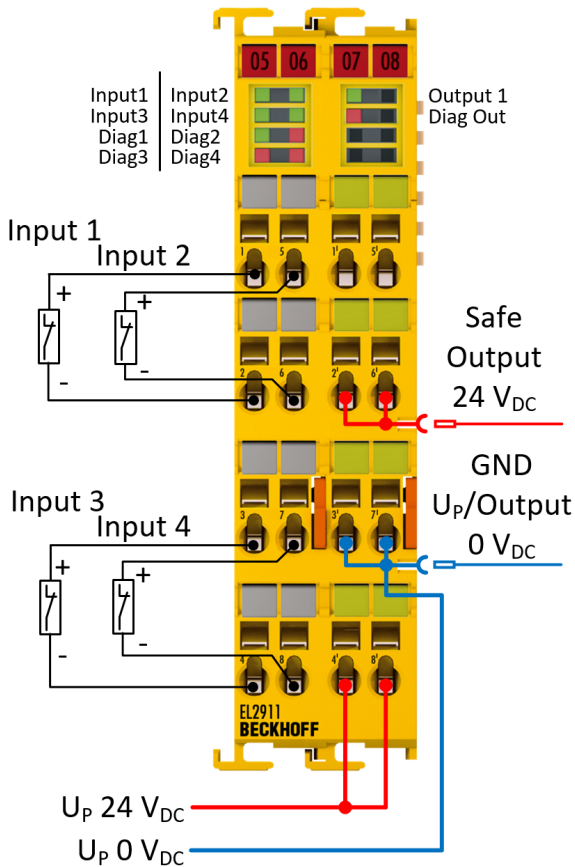 05 06 07 08
Input1 Input2
Input3 Input4
Diag1 Diag2
Diag3 Diag4
Output 1
Diag Out
1 5 1' 5'
Input 1
Input 2
+ +
- -
2 6 2' 6'
Safe
Output
24 VDC
GND
UP/Output
0 VDC
Input 3
Input 4
3 7 3' 7'
+ +
- -
4 8 4' 8'
EL2911
BECKHOFF
UP 24 VDC
UP 0 VDC